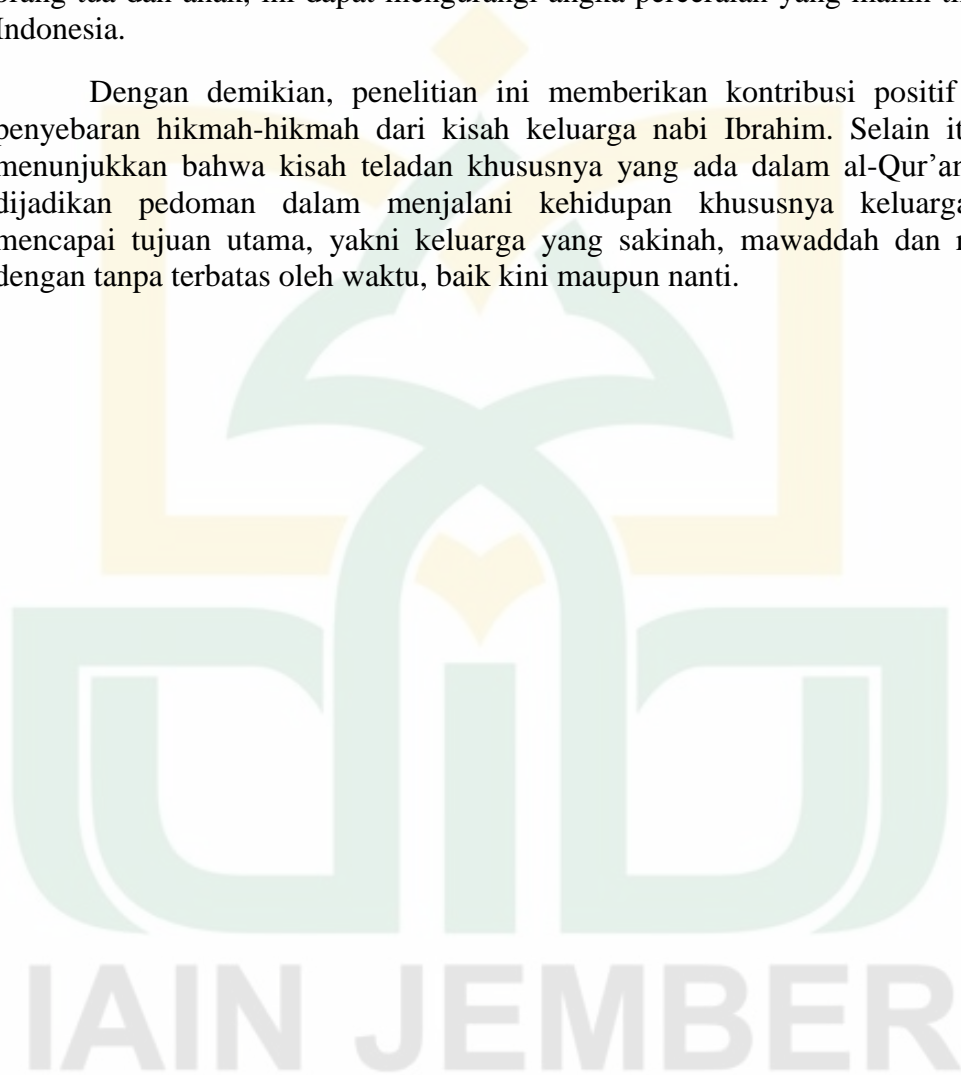 orang tua dan anak, ini dapat mengurangi angka perceraian yang makin
Indonesia.
Dengan demikian, penelitian ini memberikan kontribusi positif
penyebaran hikmah-hikmah dari kisah keluarga nabi Ibrahim. Selain
menunjukkan bahwa kisah teladan khususnya yang ada dalam al-Qur'an
dijadikan pedoman dalam menjalani kehidupan khususnya keluarga
mencapai tujuan utama, yakni keluarga yang sakinah, mawaddah dan
dengan tanpa terbatas oleh waktu, baik kini maupun nanti.
IAIN JEMBER